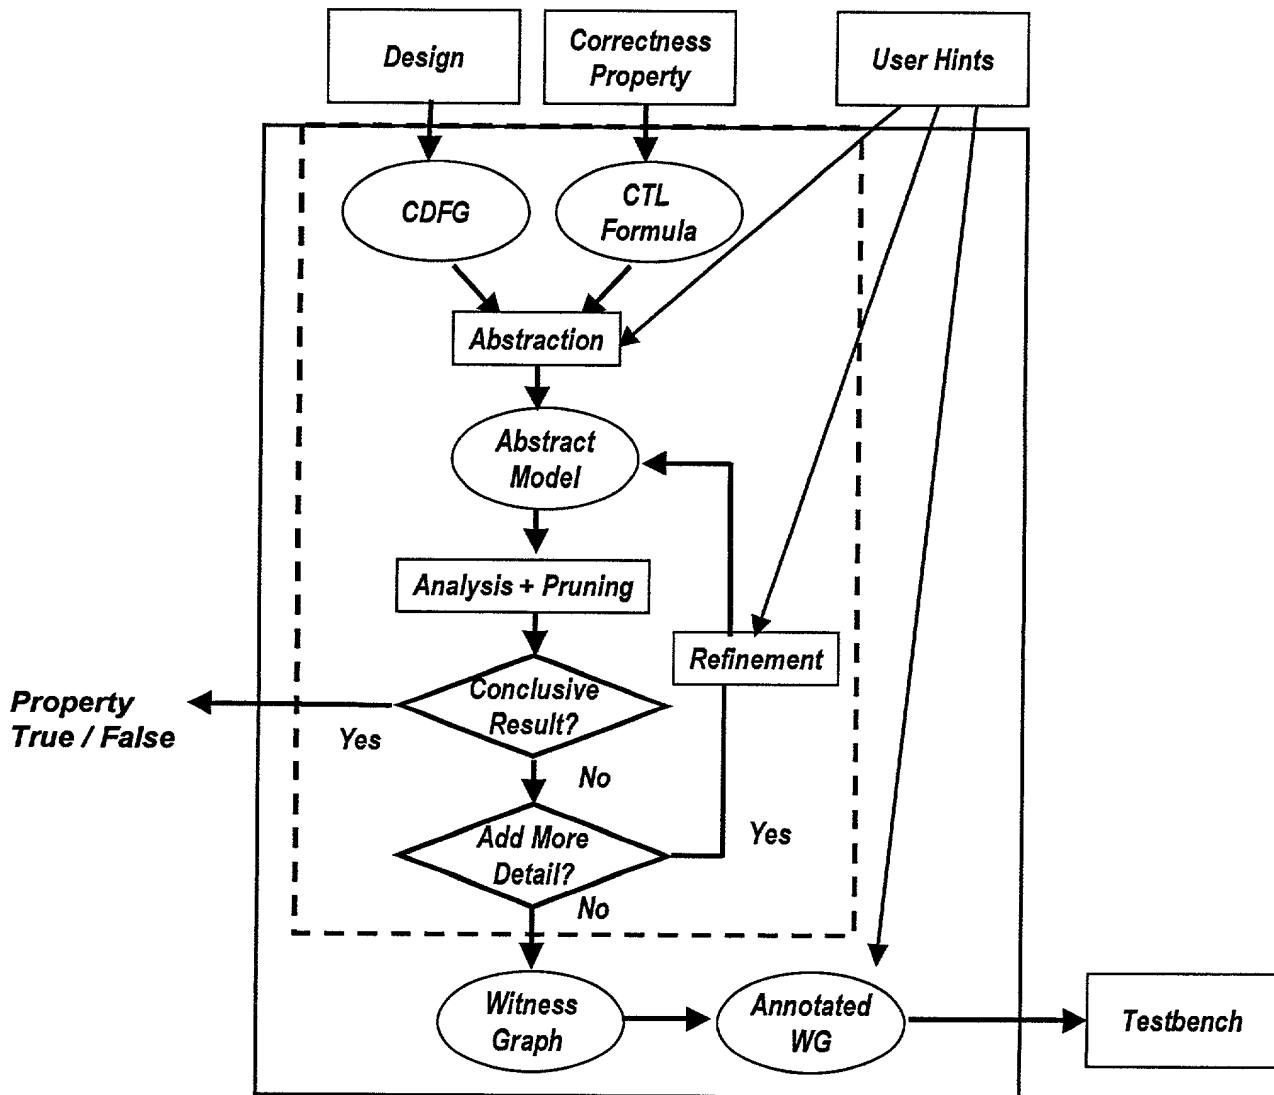 Design
Correctness
Property
User Hints
CDFG
CTL
Formula
Abstraction
Abstract
Model
Analysis + Pruning
Refinement
Conclusive
Result?
Property
True / False
Yes
No
Add More
Detail?
Yes
No
Witness
Graph
Annotated
WG
Testbench